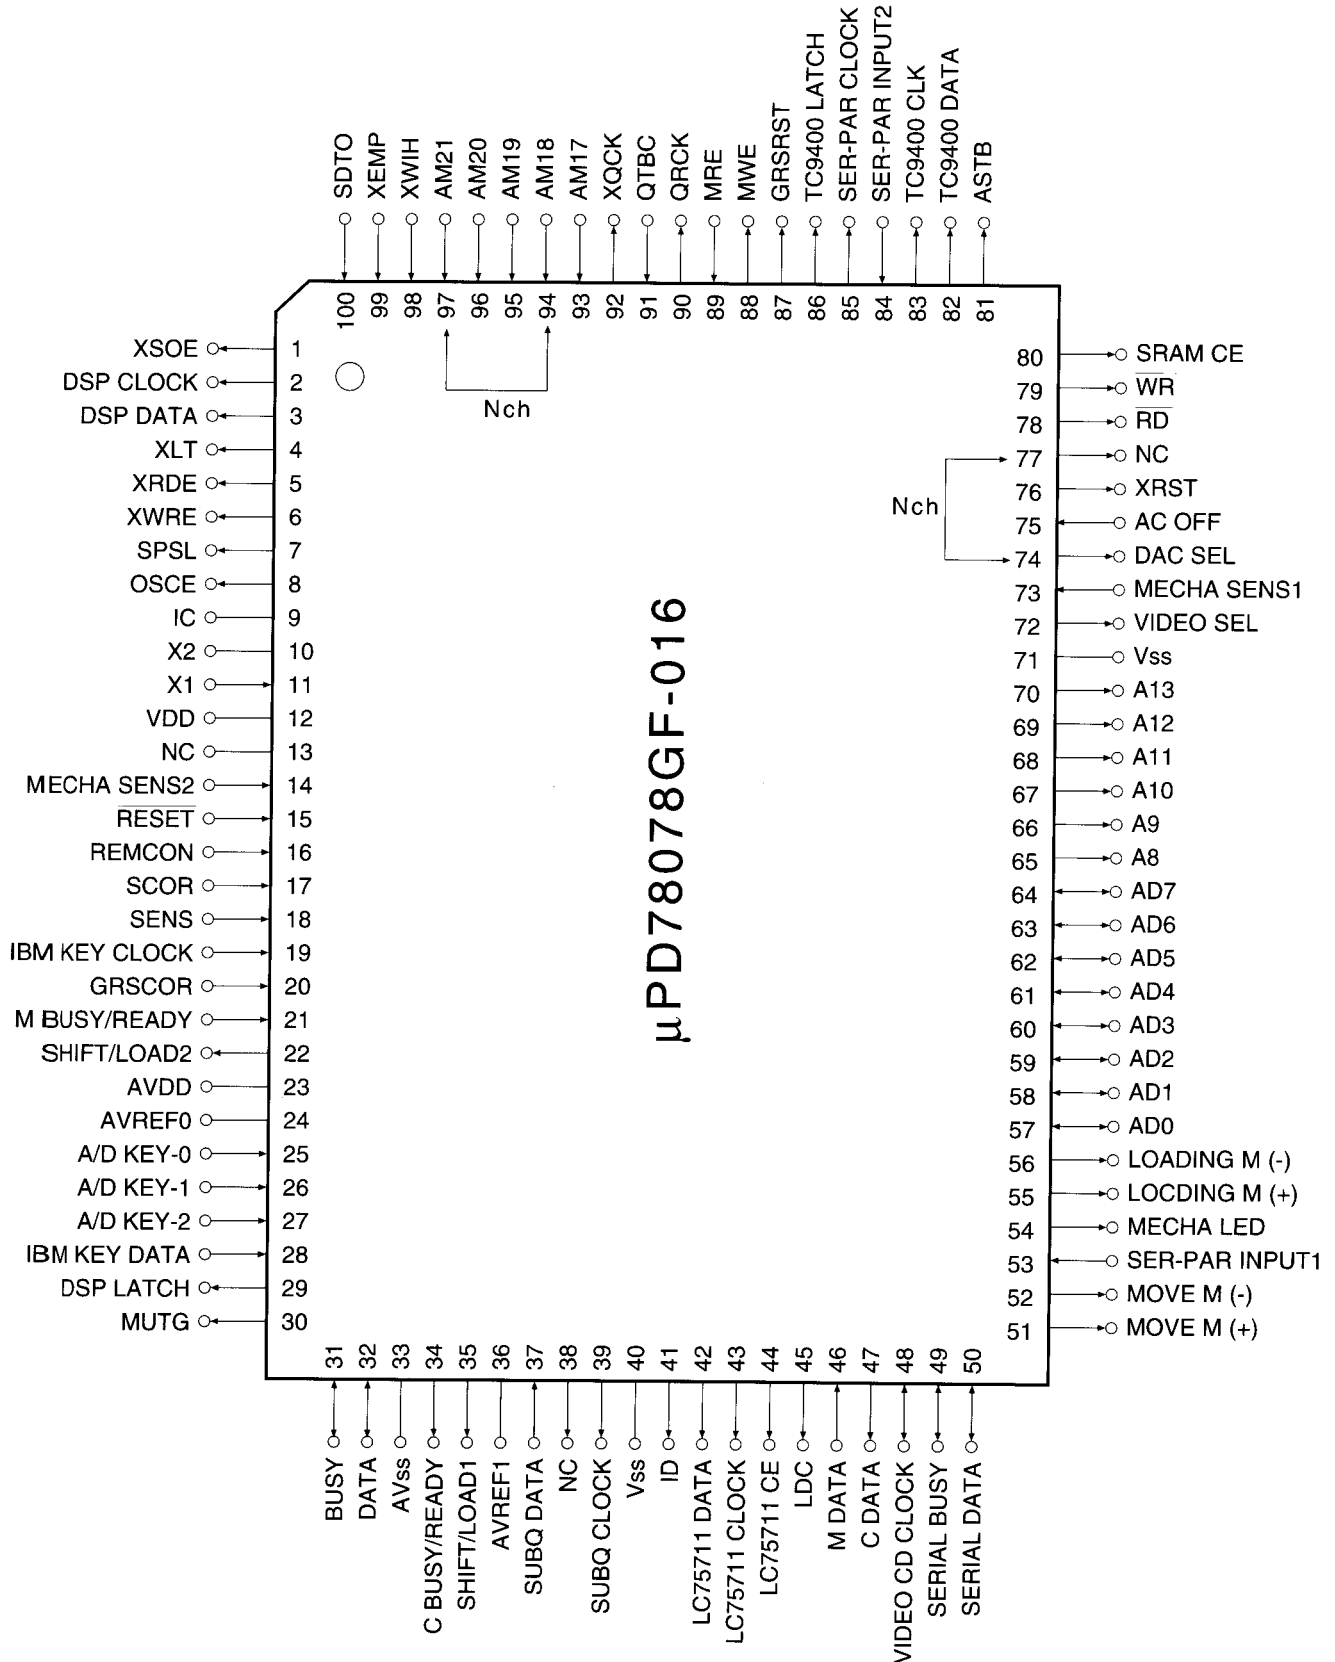 SDTO
XEMP
XWIH
AM21
AM20
AM19
AM18
AM17
XQCK
QTBC
QRCK
MRE
MWE
GRSRST
TC9400 LATCH
SER-PAR CLOCK
SER-PAR INPUT2
TC9400 CLK
TC9400 DATA
ASTB
100
99
98
97
96
95
94
93
92
91
90
89
88
87
86
85
84
83
82
81
Nch
XSOE 1
DSP CLOCK 2
DSP DATA 3
XLT 4
XRDE 5
XWRE 6
SPSL 7
OSCE 8
IC 9
X2 10
X1 11
VDD 12
NC 13
MECHA SENS2 14
RESET 15
REMCON 16
SCOR 17
SENS 18
IBM KEY CLOCK 19
GRSCOR 20
M BUSY/READY 21
SHIFT/LOAD2 22
AVDD 23
AVREF0 24
A/D KEY-0 25
A/D KEY-1 26
A/D KEY-2 27
IBM KEY DATA 28
DSP LATCH 29
MUTG 30
μPD78078GF-016
80 SRAM CE
79 WR
78 RD
77 NC
76 XRST
Nch
75 AC OFF
74 DAC SEL
73 MECHA SENS1
72 VIDEO SEL
71 Vss
70 A13
69 A12
68 A11
67 A10
66 A9
65 A8
64 AD7
63 AD6
62 AD5
61 AD4
60 AD3
59 AD2
58 AD1
57 AD0
56 LOADING M (-)
55 LOCDING M (+)
54 MECHA LED
53 SER-PAR INPUT1
52 MOVE M (-)
51 MOVE M (+)
31
32
33
34
35
36
37
38
39
40
41
42
43
44
45
46
47
48
49
50
BUSY
DATA
AVss
C BUSY/READY
SHIFT/LOAD1
AVREF1
SUBQ DATA
NC
SUBQ CLOCK
Vss
ID
LC75711 DATA
LC75711 CLOCK
LC75711 CE
LDC
M DATA
C DATA
VIDEO CD CLOCK
SERIAL BUSY
SERIAL DATA